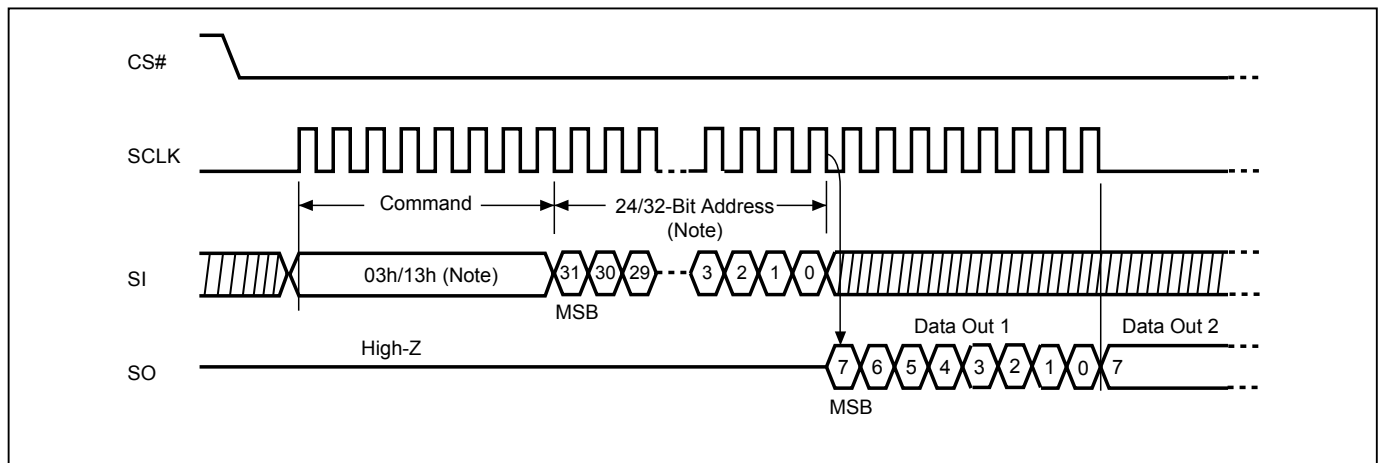 CS#
SCLK
Command
24/32-Bit Address
(Note)
SI
03h/13h (Note)
31 30 29 3 2 1 0
MSB
Data Out 1
Data Out 2
High-Z
SO
7 6 5 4 3 2 1 0 7
MSB